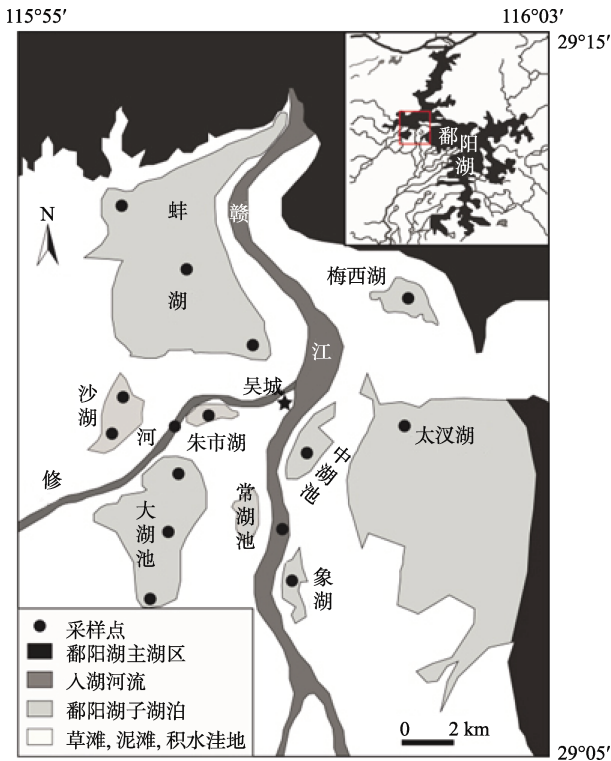 115°55′
116°03′
29°15′
鄱阳湖
N
蚌湖
赣江
梅西湖
吴城
沙湖
修河
朱市湖
太汊湖
中湖池
大湖池
常湖池
象湖
采样点
鄱阳湖主湖区
入湖河流
鄱阳湖子湖泊
草滩, 泥滩, 积水洼地
0 2 km
29°05′